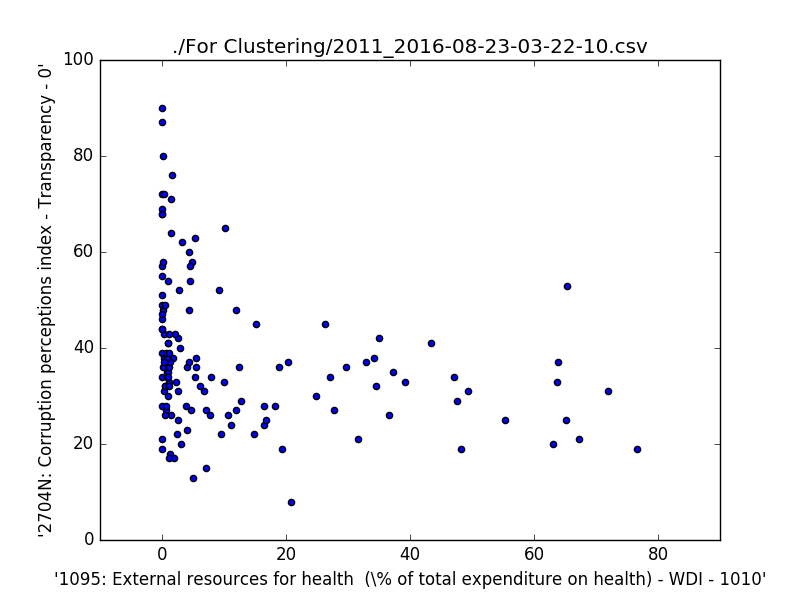 ./For Clustering/2011_2016-08-23-03-22-10.csv
'2704N: Corruption perceptions index - Transparency - 0'
100
80
60
40
20
0
0 20 40 60 80
'1095: External resources for health  (\% of total expenditure on health) - WDI - 1010'